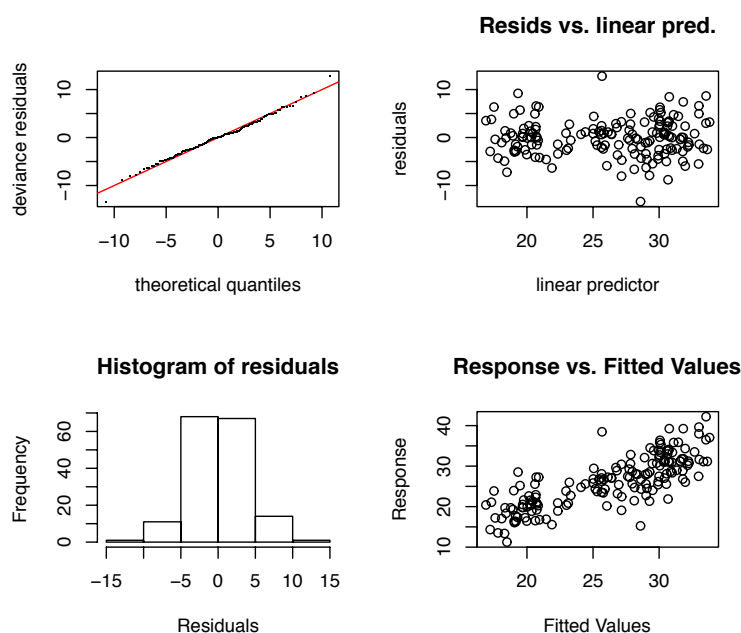 deviance residuals
−10 0 10
−10 −5 0 5 10
theoretical quantiles
Resids vs. linear pred.
residuals
−10 0 10
20 25 30
linear predictor
Histogram of residuals
Frequency
0 20 40 60
−15 −5 0 5 10 15
Residuals
Response vs. Fitted Values
Response
10 20 30 40
20 25 30
Fitted Values